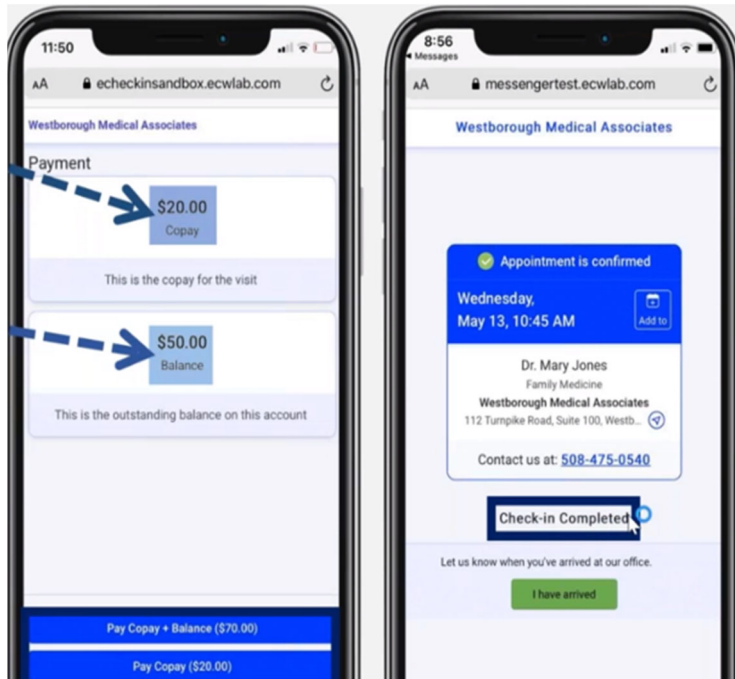 11:50
AA echeckinsandbox.ecwlab.com
Westborough Medical Associates
Payment
$20.00
Copay
This is the copay for the visit
$50.00
Balance
This is the outstanding balance on this account
Pay Copay + Balance ($70.00)
Pay Copay ($20.00)
8:56
Messages
AA messengertest.ecwlab.com
Westborough Medical Associates
Appointment is confirmed
Wednesday,
May 13, 10:45 AM
Add to
Dr. Mary Jones
Family Medicine
Westborough Medical Associates
112 Turnpike Road, Suite 100, Westb...
Contact us at: 508-475-0540
Check-in Completed
Let us know when you've arrived at our office.
I have arrived